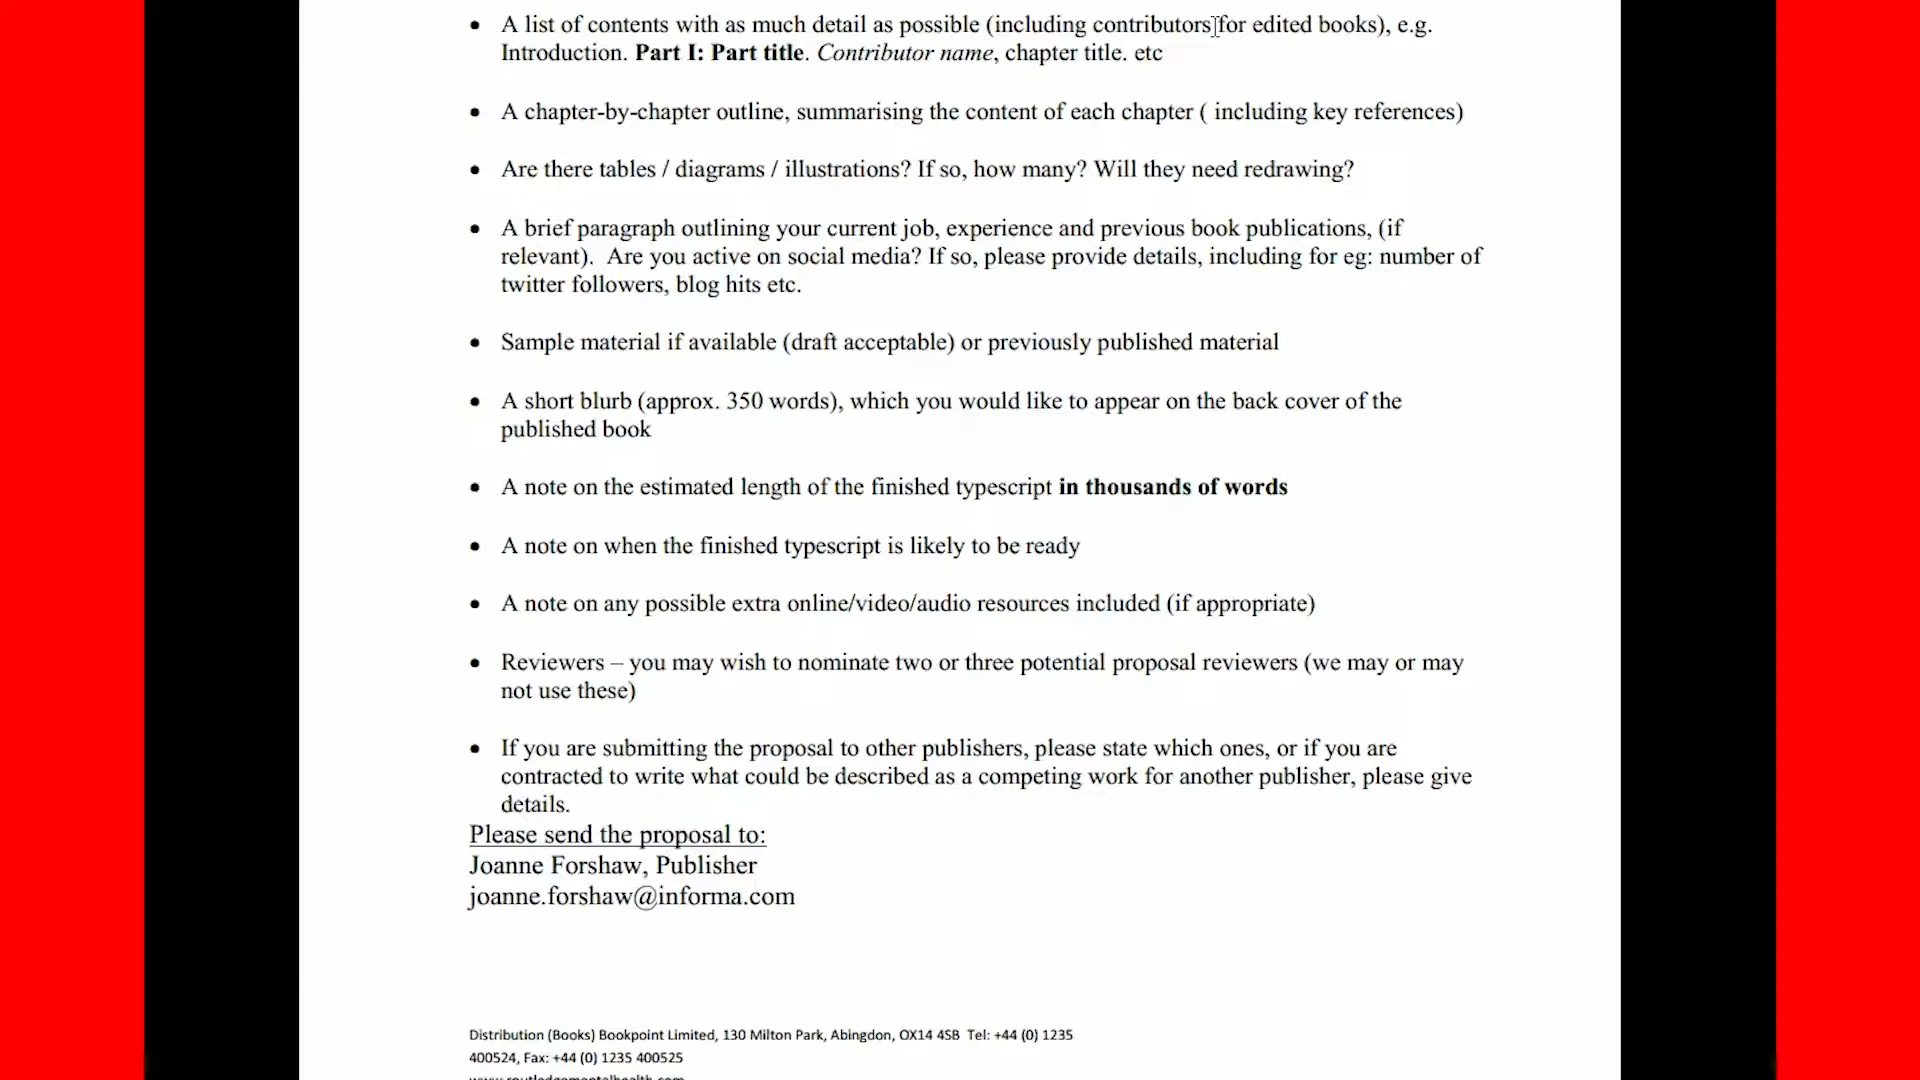 • A list of contents with as much detail as possible (including contributors for edited books), e.g.
Introduction. Part I: Part title. Contributor name, chapter title. etc
• A chapter-by-chapter outline, summarising the content of each chapter ( including key references)
• Are there tables / diagrams / illustrations? If so, how many? Will they need redrawing?
• A brief paragraph outlining your current job, experience and previous book publications, (if
relevant).  Are you active on social media? If so, please provide details, including for eg: number of
twitter followers, blog hits etc.
• Sample material if available (draft acceptable) or previously published material
• A short blurb (approx. 350 words), which you would like to appear on the back cover of the
published book
• A note on the estimated length of the finished typescript in thousands of words
• A note on when the finished typescript is likely to be ready
• A note on any possible extra online/video/audio resources included (if appropriate)
• Reviewers – you may wish to nominate two or three potential proposal reviewers (we may or may
not use these)
• If you are submitting the proposal to other publishers, please state which ones, or if you are
contracted to write what could be described as a competing work for another publisher, please give
details.
Please send the proposal to:
Joanne Forshaw, Publisher
joanne.forshaw@informa.com
Distribution (Books) Bookpoint Limited, 130 Milton Park, Abingdon, OX14 4SB  Tel: +44 (0) 1235
400524, Fax: +44 (0) 1235 400525